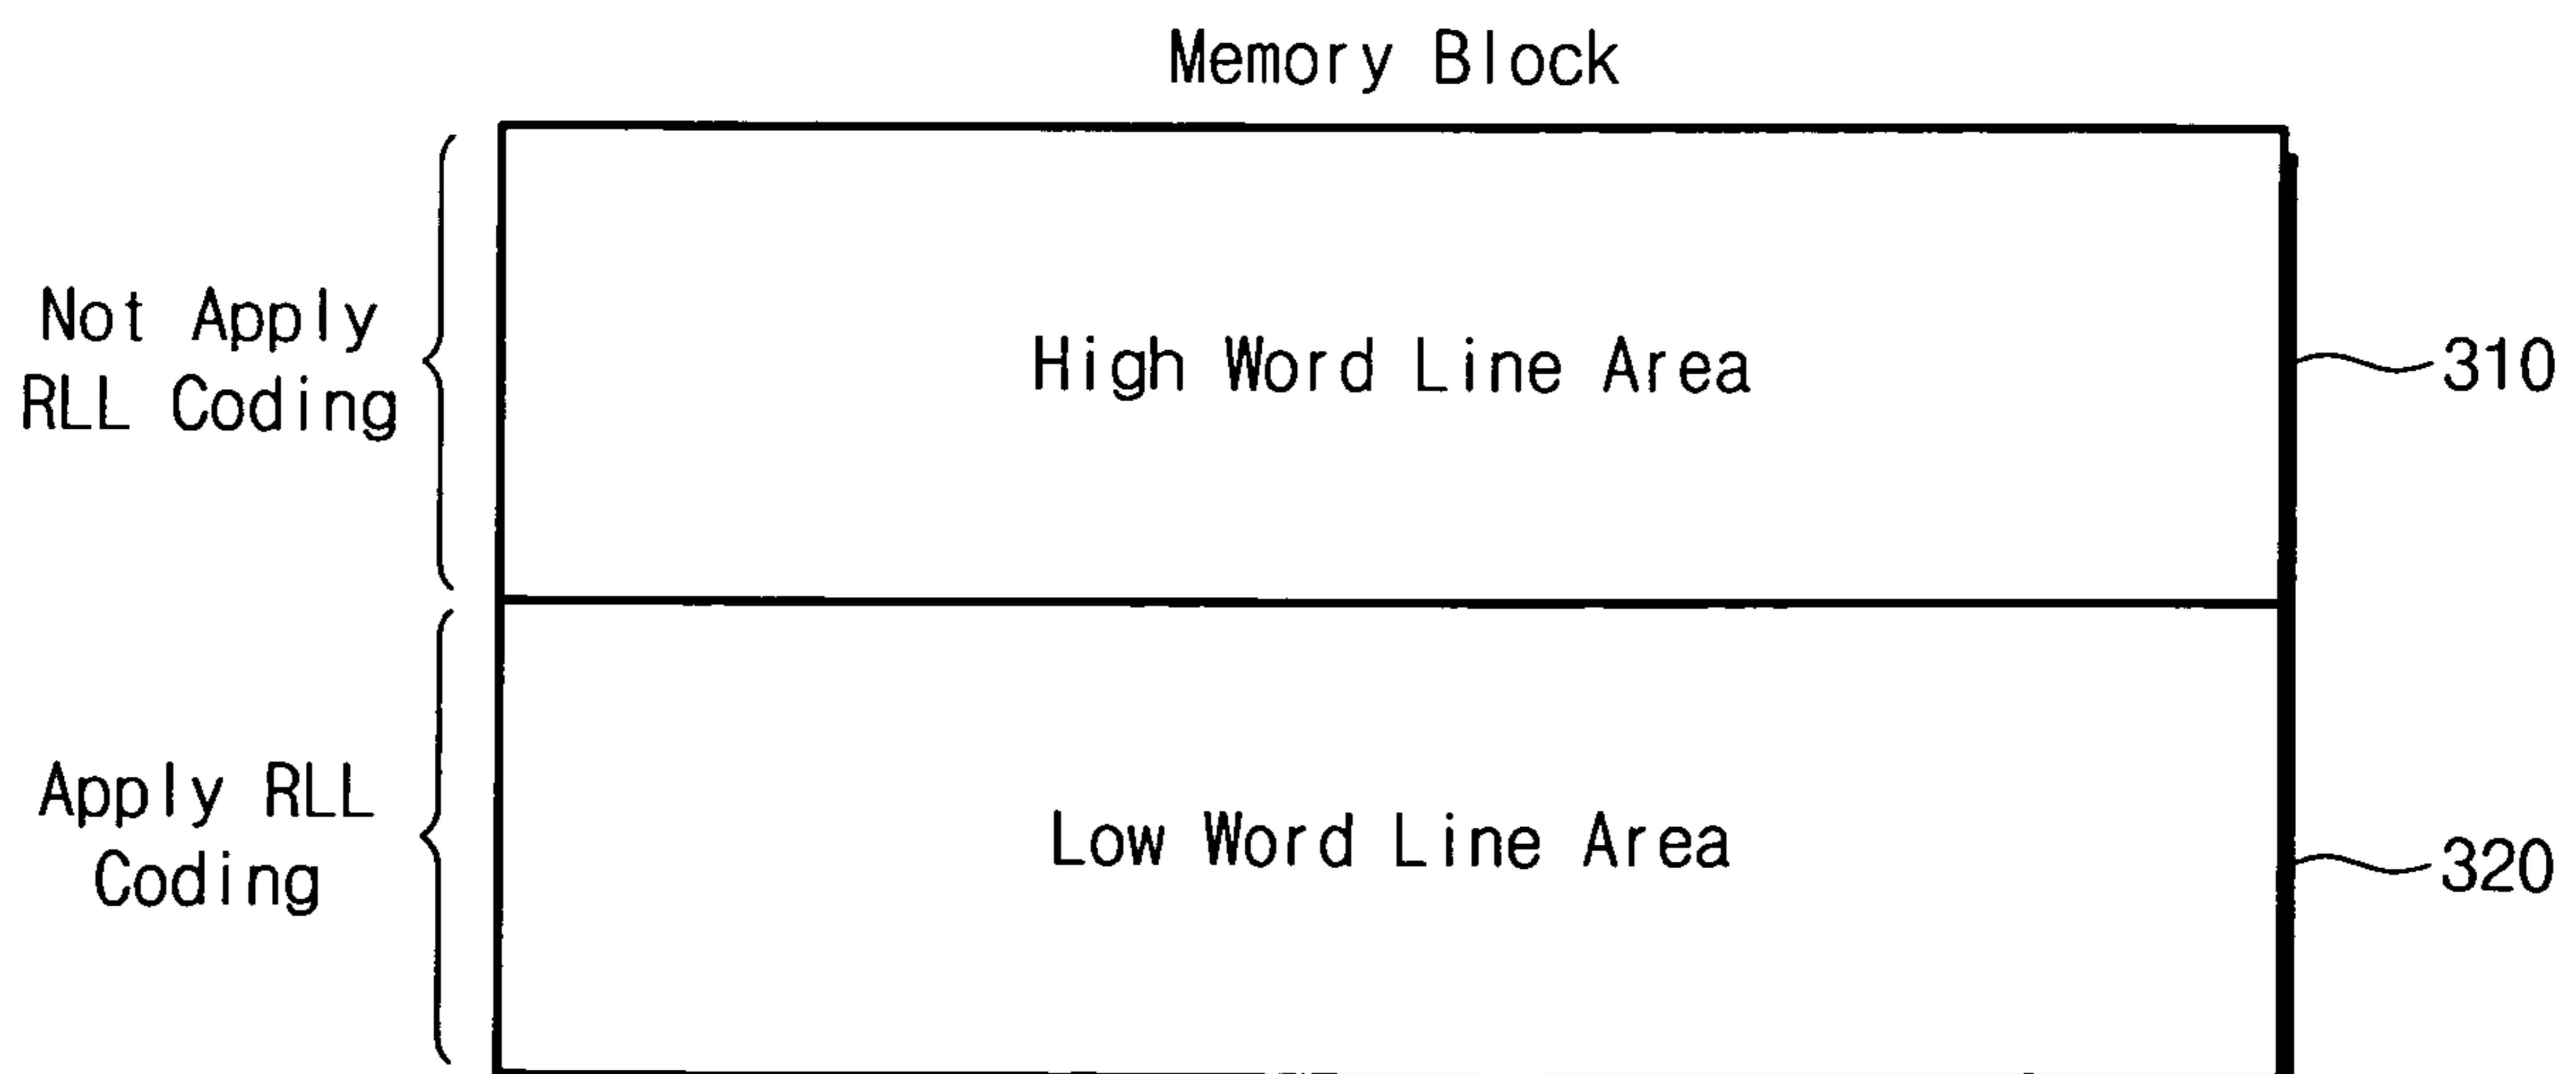 Memory Block
Not Apply
RLL Coding
High Word Line Area
310
Apply RLL
Coding
Low Word Line Area
320